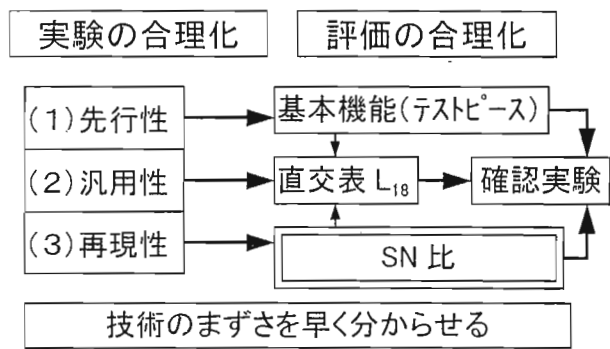 実験の合理化
評価の合理化
(1)先行性
基本機能(テストピース)
(2)汎用性
直交表 L₁₈
確認実験
(3)再現性
SN 比
技術のまずさを早く分からせる